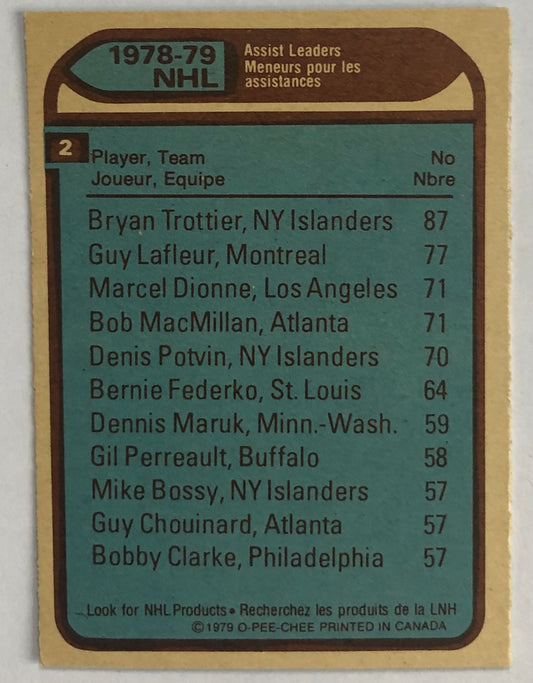 1978-79
NHL
Assist Leaders
Meneurs pour les
assistances
2
Player, Team No
Joueur, Equipe Nbre
Bryan Trottier, NY Islanders 87
Guy Lafleur, Montreal 77
Marcel Dionne, Los Angeles 71
Bob MacMillan, Atlanta 71
Denis Potvin, NY Islanders 70
Bernie Federko, St. Louis 64
Dennis Maruk, Minn.-Wash. 59
Gil Perreault, Buffalo 58
Mike Bossy, NY Islanders 57
Guy Chouinard, Atlanta 57
Bobby Clarke, Philadelphia 57
Look for NHL Products • Recherchez les produits de la LNH
© 1979 O-PEE-CHEE PRINTED IN CANADA